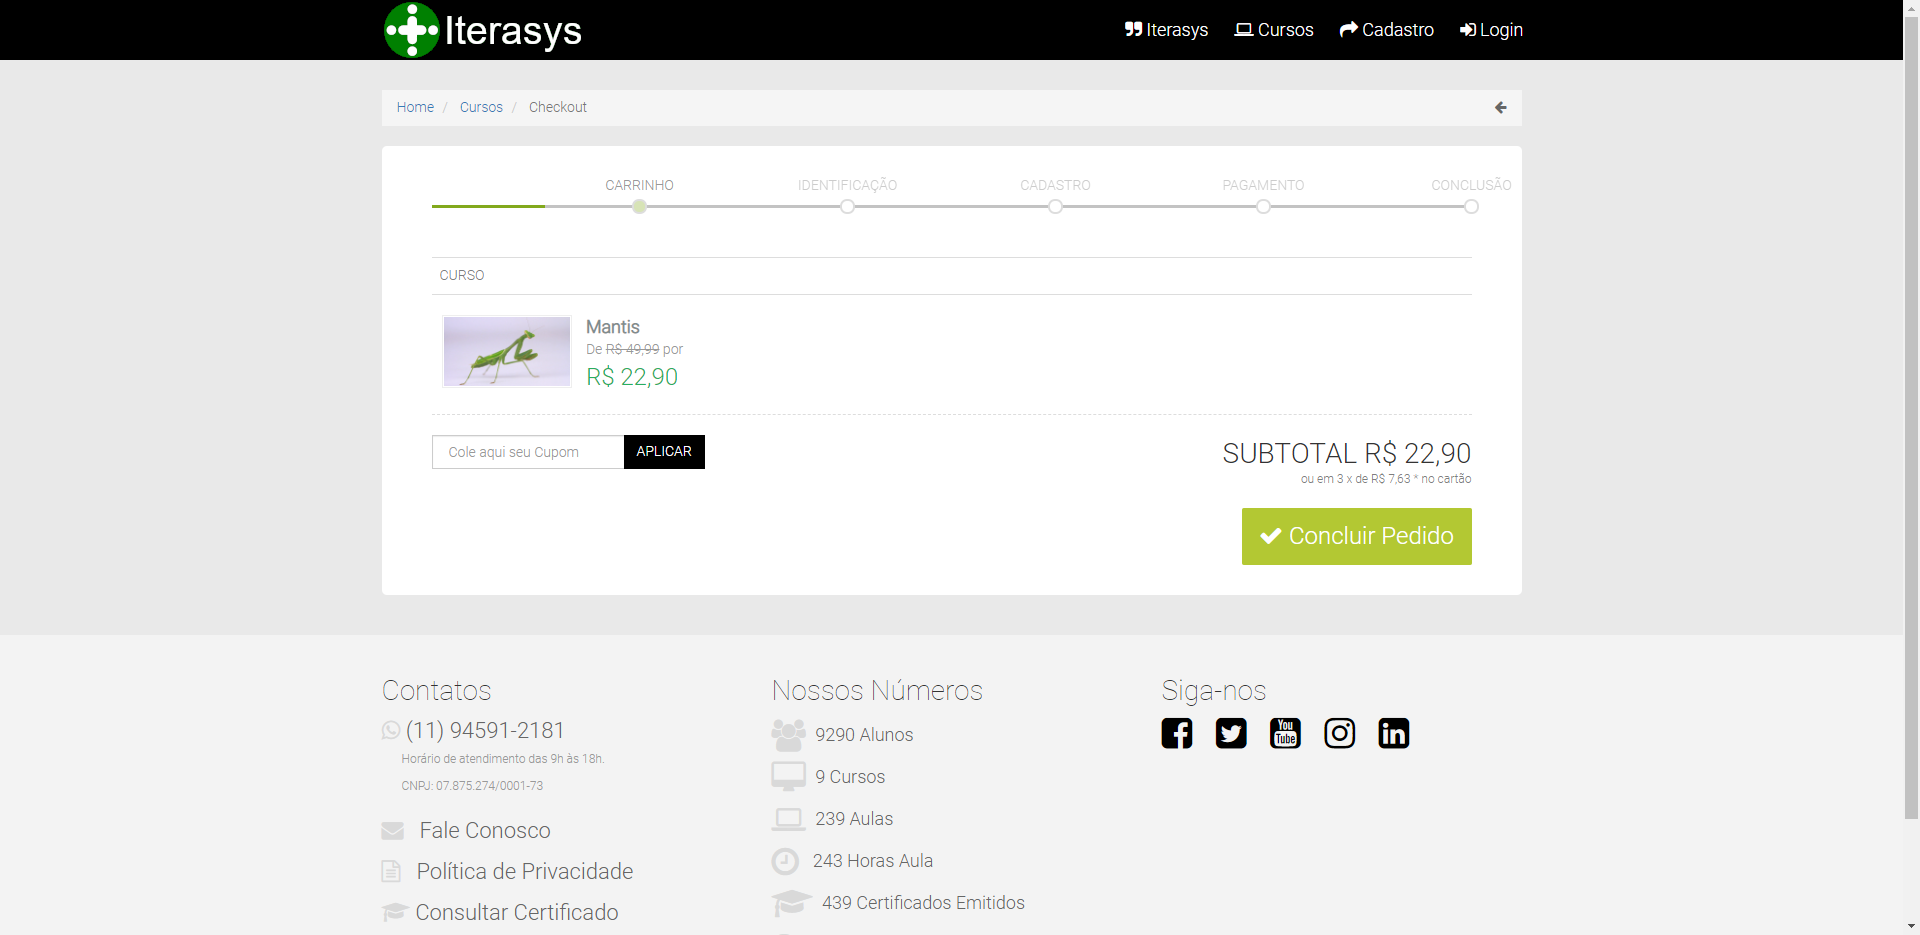 Iterasys
Iterasys
Cursos
Cadastro
Login
Home / Cursos / Checkout
CARRINHO
IDENTIFICAÇÃO
CADASTRO
PAGAMENTO
CONCLUSÃO
CURSO
Mantis
De R$ 49,99 por
R$ 22,90
Cole aqui seu Cupom
APLICAR
SUBTOTAL R$ 22,90
ou em 3 x de R$ 7,63 * no cartão
Concluir Pedido
Contatos
(11) 94591-2181
Horário de atendimento das 9h às 18h.
CNPJ: 07.875.274/0001-73
Fale Conosco
Política de Privacidade
Consultar Certificado
Nossos Números
9290 Alunos
9 Cursos
239 Aulas
243 Horas Aula
439 Certificados Emitidos
Siga-nos
You
Tube